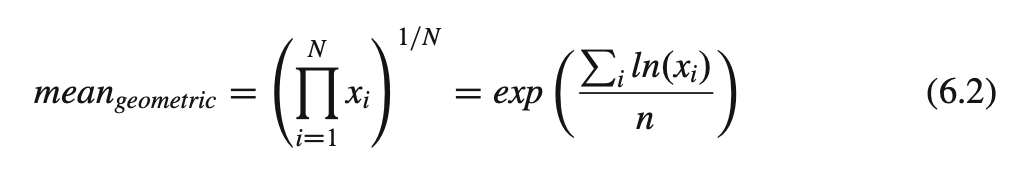 mean_geometric = (∏_{i=1}^{N} x_i)^{1/N} = exp(∑_i ln(x_i) / n) (6.2)